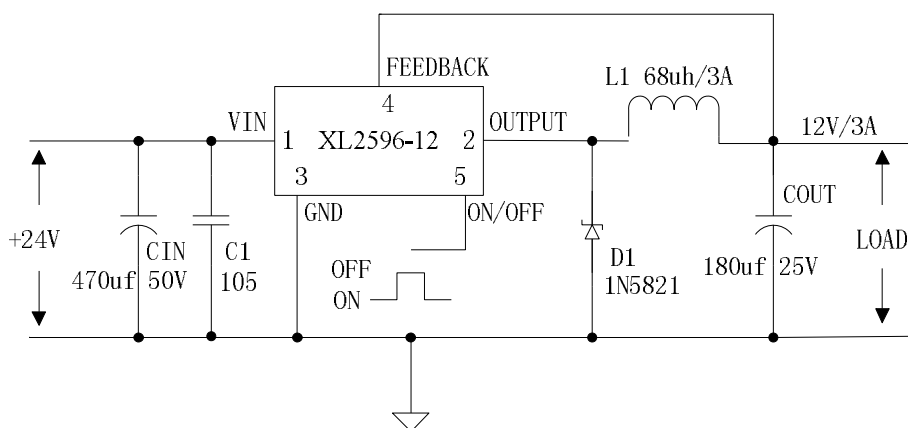 FEEDBACK
L1 68uh/3A
4
VIN
OUTPUT
12V/3A
1
XL2596-12
2
3
5
GND
ON/OFF
COUT
+24V
CIN
C1
OFF
D1
LOAD
470uf 50V
105
ON
1N5821
180uf 25V